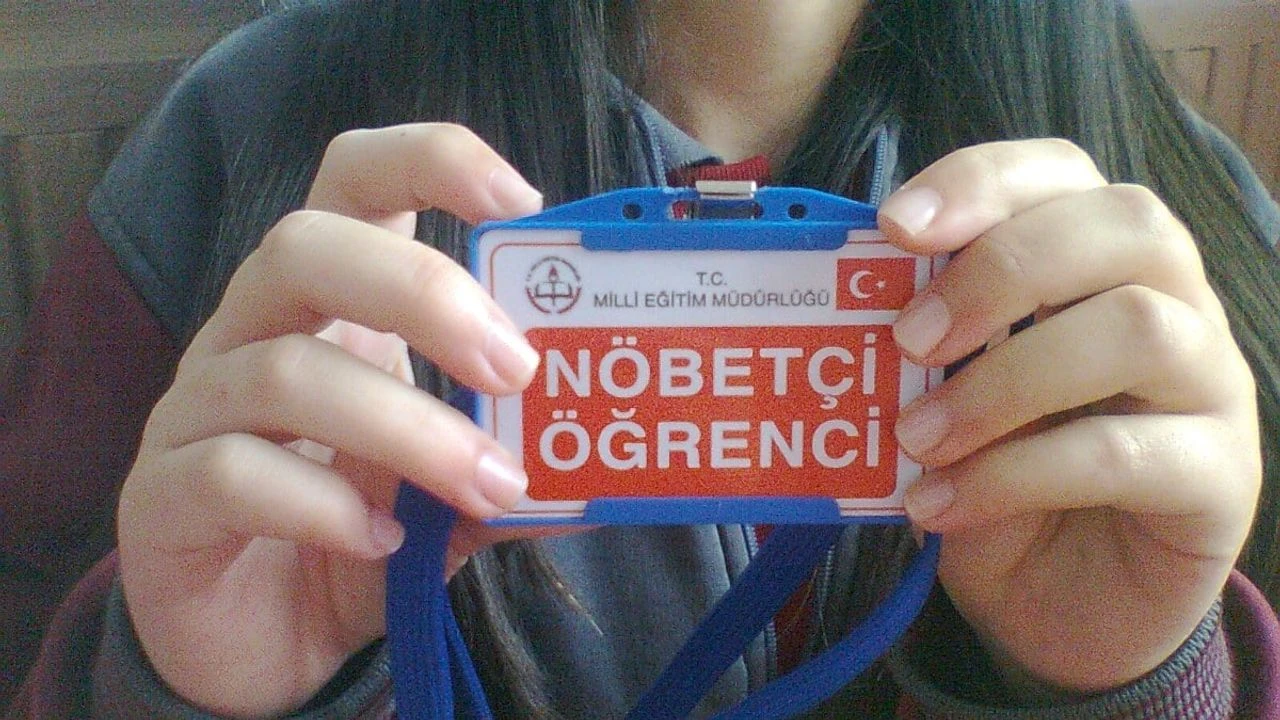 T.C.
MİLLİ EĞİTİM MÜDÜRLÜĞÜ
NÖBETÇİ
ÖĞRENCİ